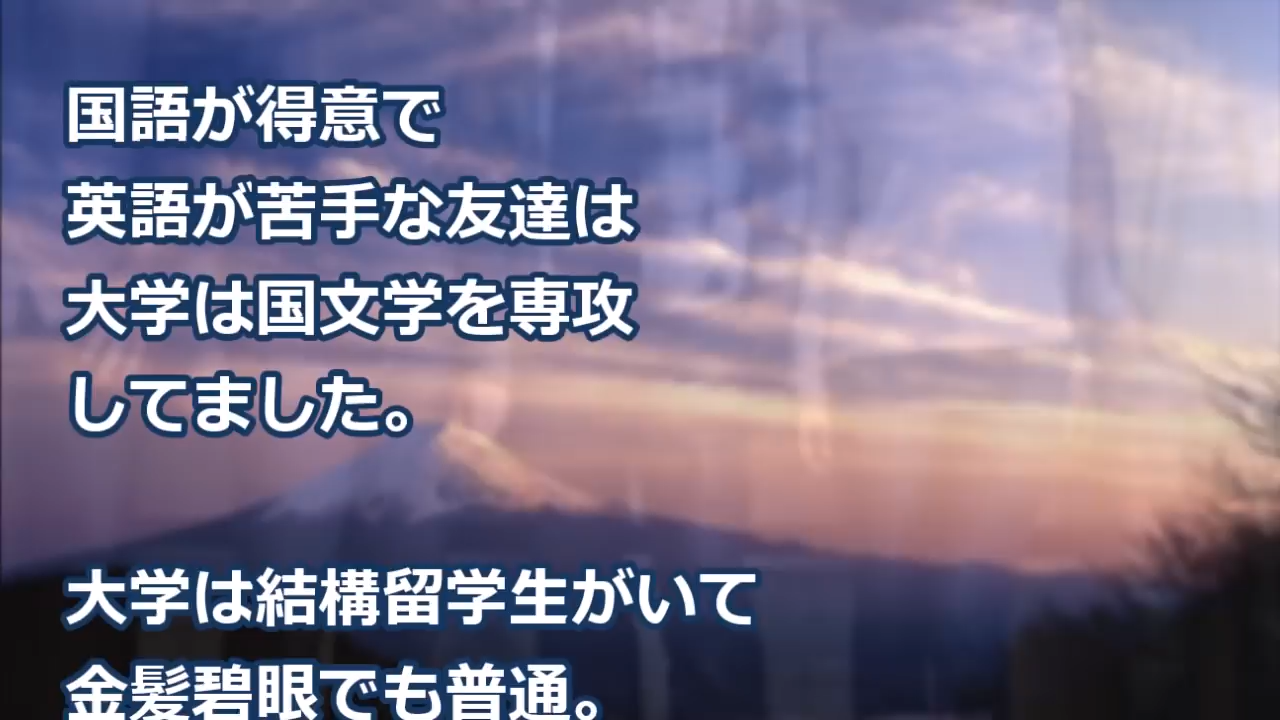 国語が得意で
英語が苦手な友達は
大学は国文学を専攻
してました。
大学は結構留学生がいて
金髪碧眼でも普通。